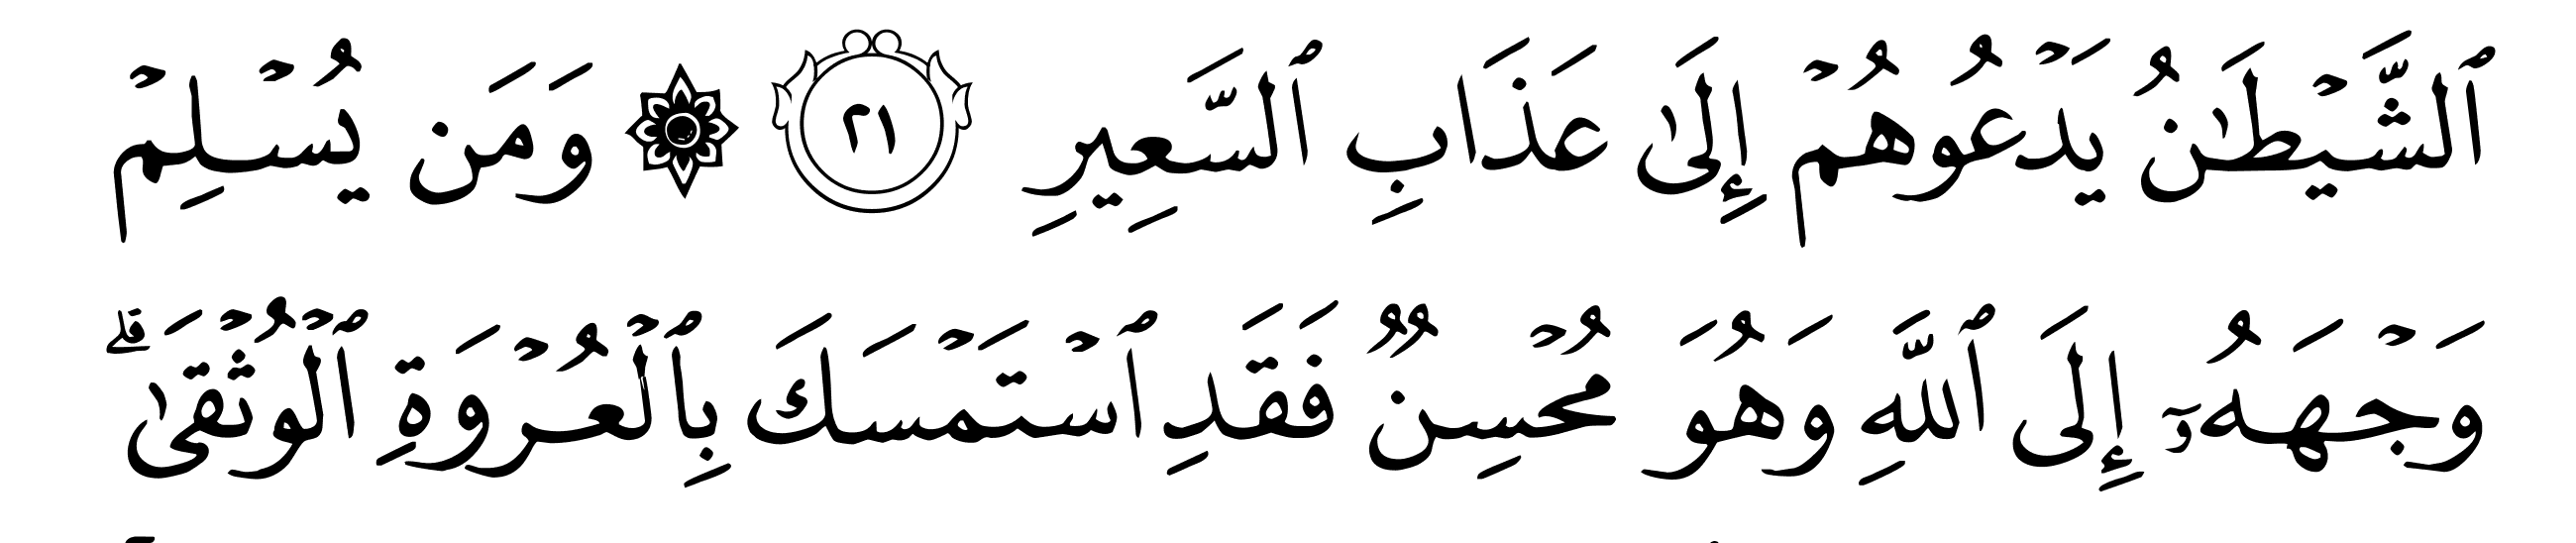 ٱلشَّيْطَـٰنُ يَدْعُوهُمْ إِلَىٰ عَذَابِ ٱلسَّعِيرِ ٢١ ۞ وَمَن يُسْلِمْ
وَجْهَهُۥٓ إِلَى ٱللَّهِ وَهُوَ مُحْسِنٌ فَقَدِ ٱسْتَمْسَكَ بِٱلْعُرْوَةِ ٱلْوُثْقَىٰ ۗ